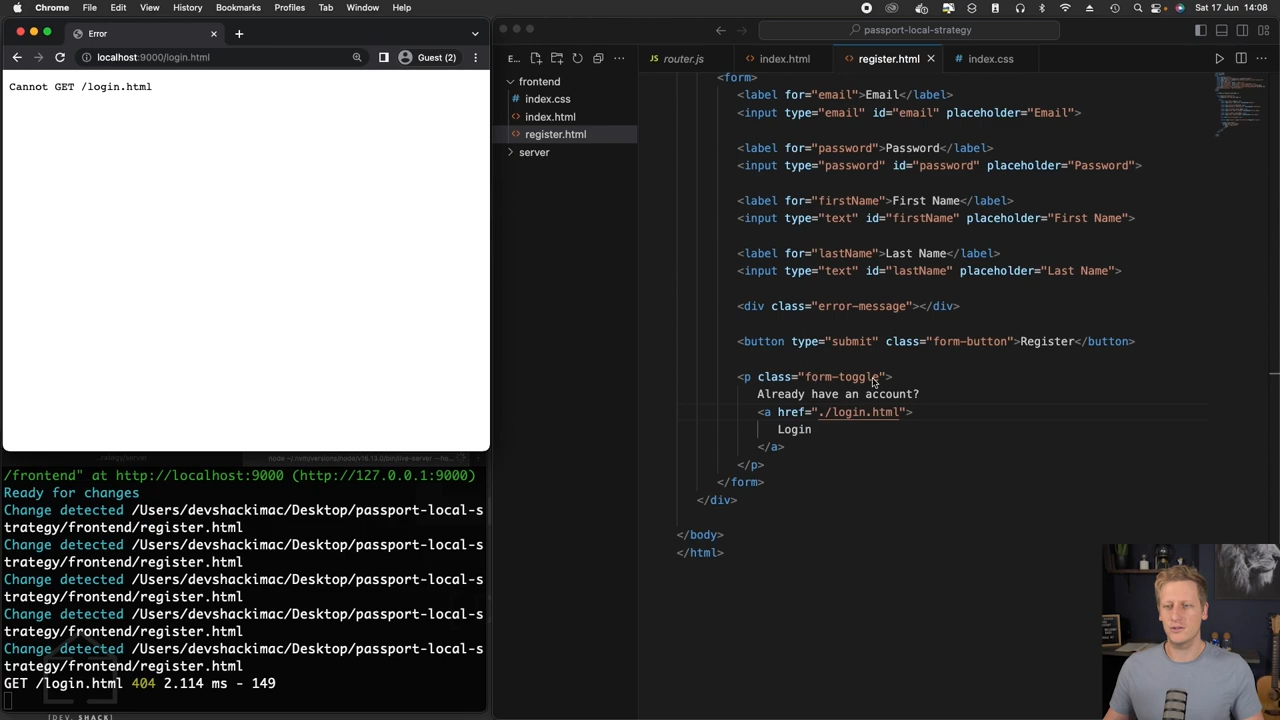 Chrome File Edit View History Bookmarks Profiles Tab Window Help
Sat 17 Jun 14:08
Error
localhost:9000/login.html
Guest (2)
Cannot GET /login.html
/frontend" at http://localhost:9000 (http://127.0.0.1:9000)
Ready for changes
Change detected /Users/devshackimac/Desktop/passport-local-s
trategy/frontend/register.html
Change detected /Users/devshackimac/Desktop/passport-local-s
trategy/frontend/register.html
Change detected /Users/devshackimac/Desktop/passport-local-s
trategy/frontend/register.html
Change detected /Users/devshackimac/Desktop/passport-local-s
trategy/frontend/register.html
Change detected /Users/devshackimac/Desktop/passport-local-s
trategy/frontend/register.html
GET /login.html 404 2.114 ms - 149
[DEV. SHACK]
passport-local-strategy
E...
frontend
index.css
index.html
register.html
server
router.js index.html register.html index.css
<form>
<label for="email">Email</label>
<input type="email" id="email" placeholder="Email">
<label for="password">Password</label>
<input type="password" id="password" placeholder="Password">
<label for="firstName">First Name</label>
<input type="text" id="firstName" placeholder="First Name">
<label for="lastName">Last Name</label>
<input type="text" id="lastName" placeholder="Last Name">
<div class="error-message"></div>
<button type="submit" class="form-button">Register</button>
<p class="form-toggle">
Already have an account?
<a href="./login.html">
Login
</a>
</p>
</form>
</div>
</body>
</html>